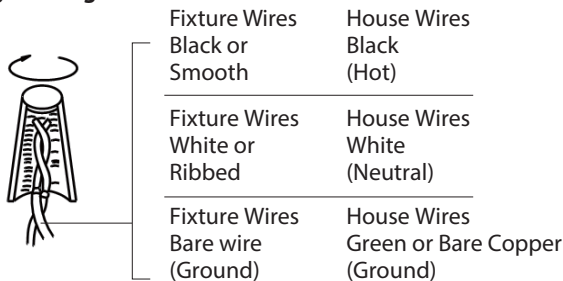 Fixture Wires House Wires
Black or Black
Smooth (Hot)
Fixture Wires House Wires
White or White
Ribbed (Neutral)
Fixture Wires House Wires
Bare wire Green or Bare Copper
(Ground) (Ground)